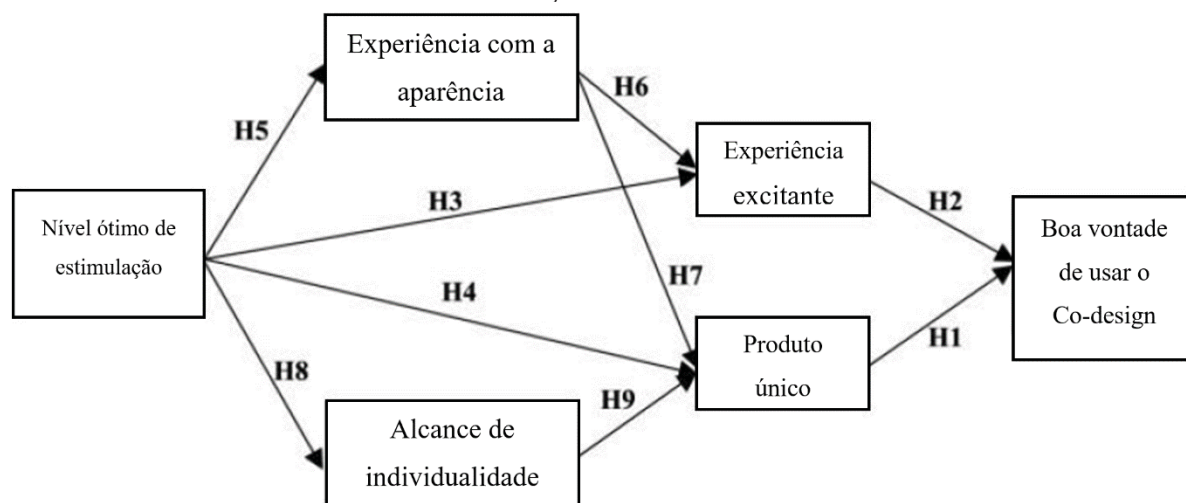 Experiência com a
aparência
H6
H5
Experiência
excitante
H3
H2
Nível ótimo de
estimulação
Boa vontade
de usar o
Co-design
H7
H4
Produto
único
H1
H8
H9
Alcance de
individualidade